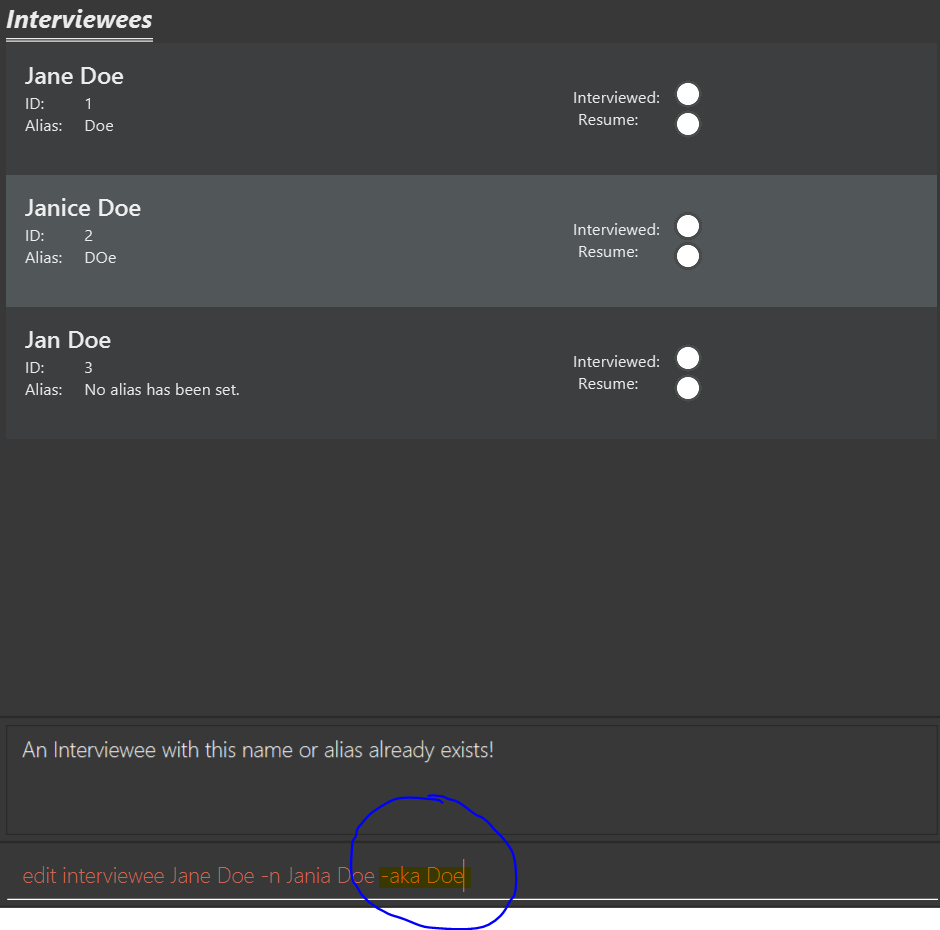 Interviewees
Jane Doe
ID: 1
Alias: Doe
Interviewed:
Resume:
Janice Doe
ID: 2
Alias: DOe
Interviewed:
Resume:
Jan Doe
ID: 3
Alias: No alias has been set.
Interviewed:
Resume:
An Interviewee with this name or alias already exists!
edit interviewee Jane Doe -n Jania Doe -aka Doe